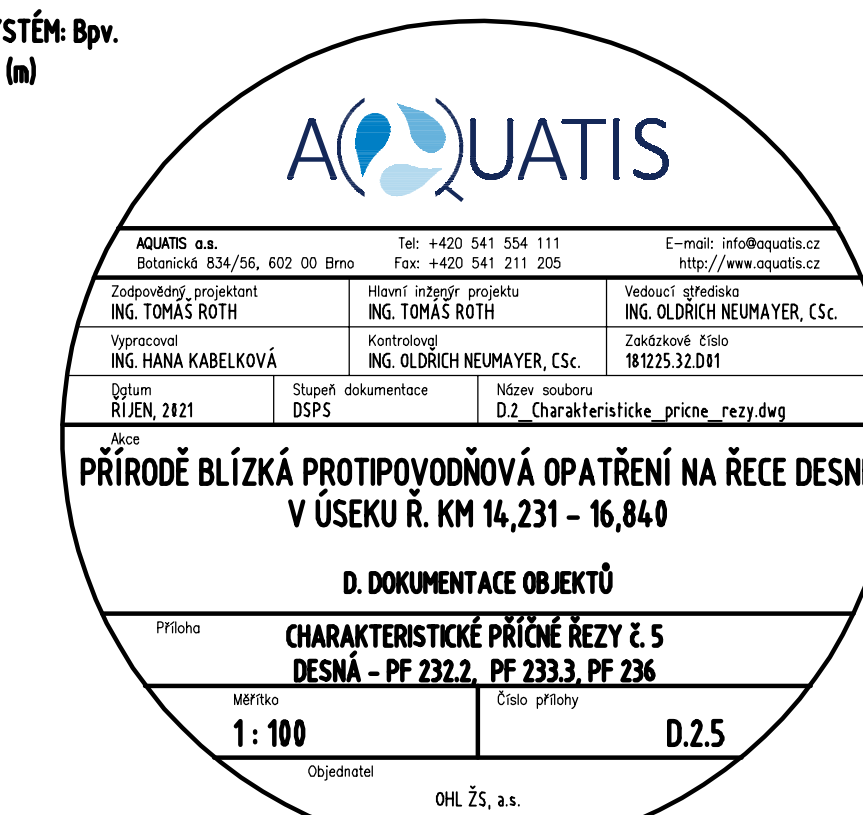 YSTÉM: Bpv.
(m)
AQUATIS
AQUATIS a.s.
Botanická 834/56, 602 00 Brno
Tel: +420 541 554 111
Fax: +420 541 211 205
E-mail: info@aquatis.cz
http://www.aquatis.cz
Zodpovědný projektant
ING. TOMÁŠ ROTH
Hlavní inženýr projektu
ING. TOMÁŠ ROTH
Vedoucí střediska
ING. OLDŘICH NEUMAYER, CSc.
Vypracoval
ING. HANA KABELKOVÁ
Kontroloval
ING. OLDŘICH NEUMAYER, CSc.
Zakázkové číslo
181225.32.D01
Datum
ŘÍJEN, 2021
Stupeň dokumentace
DSPS
Název souboru
D.2_Charakteristicke_pricne_rezy.dwg
Akce
PŘÍRODĚ BLÍZKÁ PROTIPOVODŇOVÁ OPATŘENÍ NA ŘECE DESNÉ
V ÚSEKU Ř. KM 14,231 – 16,840
D. DOKUMENTACE OBJEKTŮ
Příloha
CHARAKTERISTICKÉ PŘÍČNÉ ŘEZY č. 5
DESNÁ – PF 232.2, PF 233.3, PF 236
Měřítko
1 : 100
Číslo přílohy
D.2.5
Objednatel
OHL ŽS, a.s.